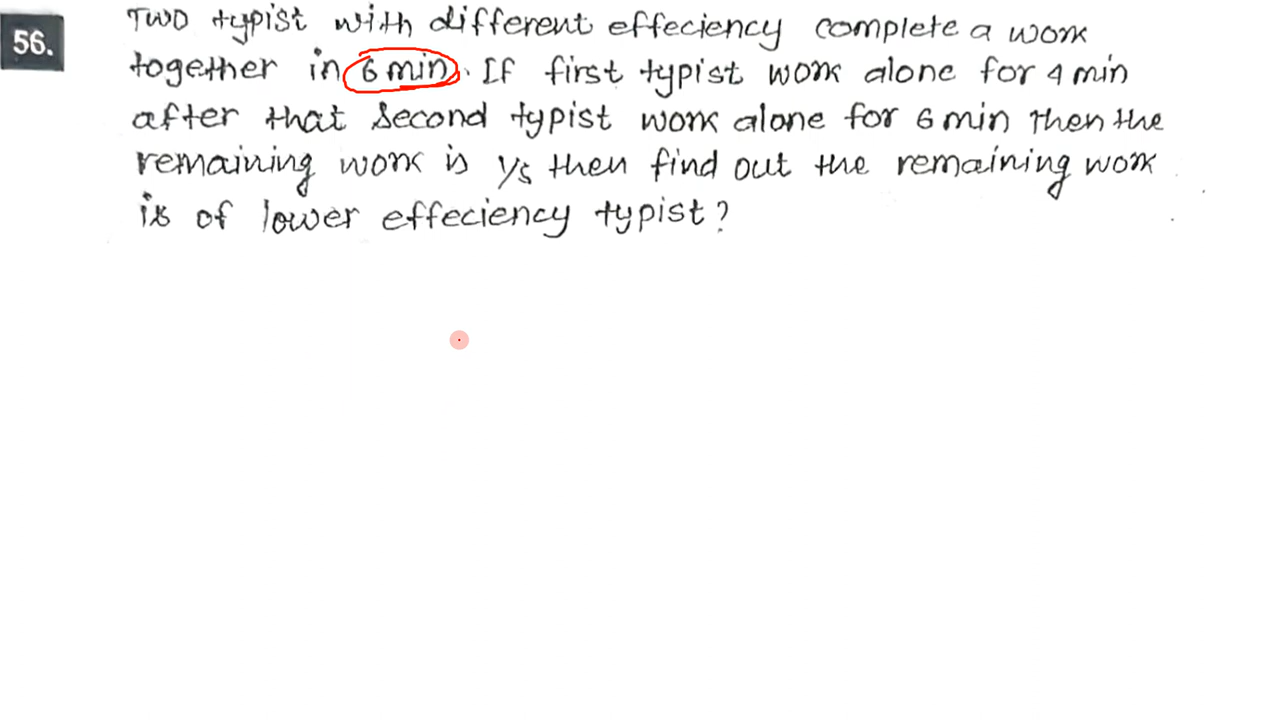 56.
Two typist with different effeciency complete a work
together in 6 min. If first typist work alone for 4 min
after that second typist work alone for 6 min then the
remaining work is 1/5 then find out the remaining work
is of lower effeciency typist?